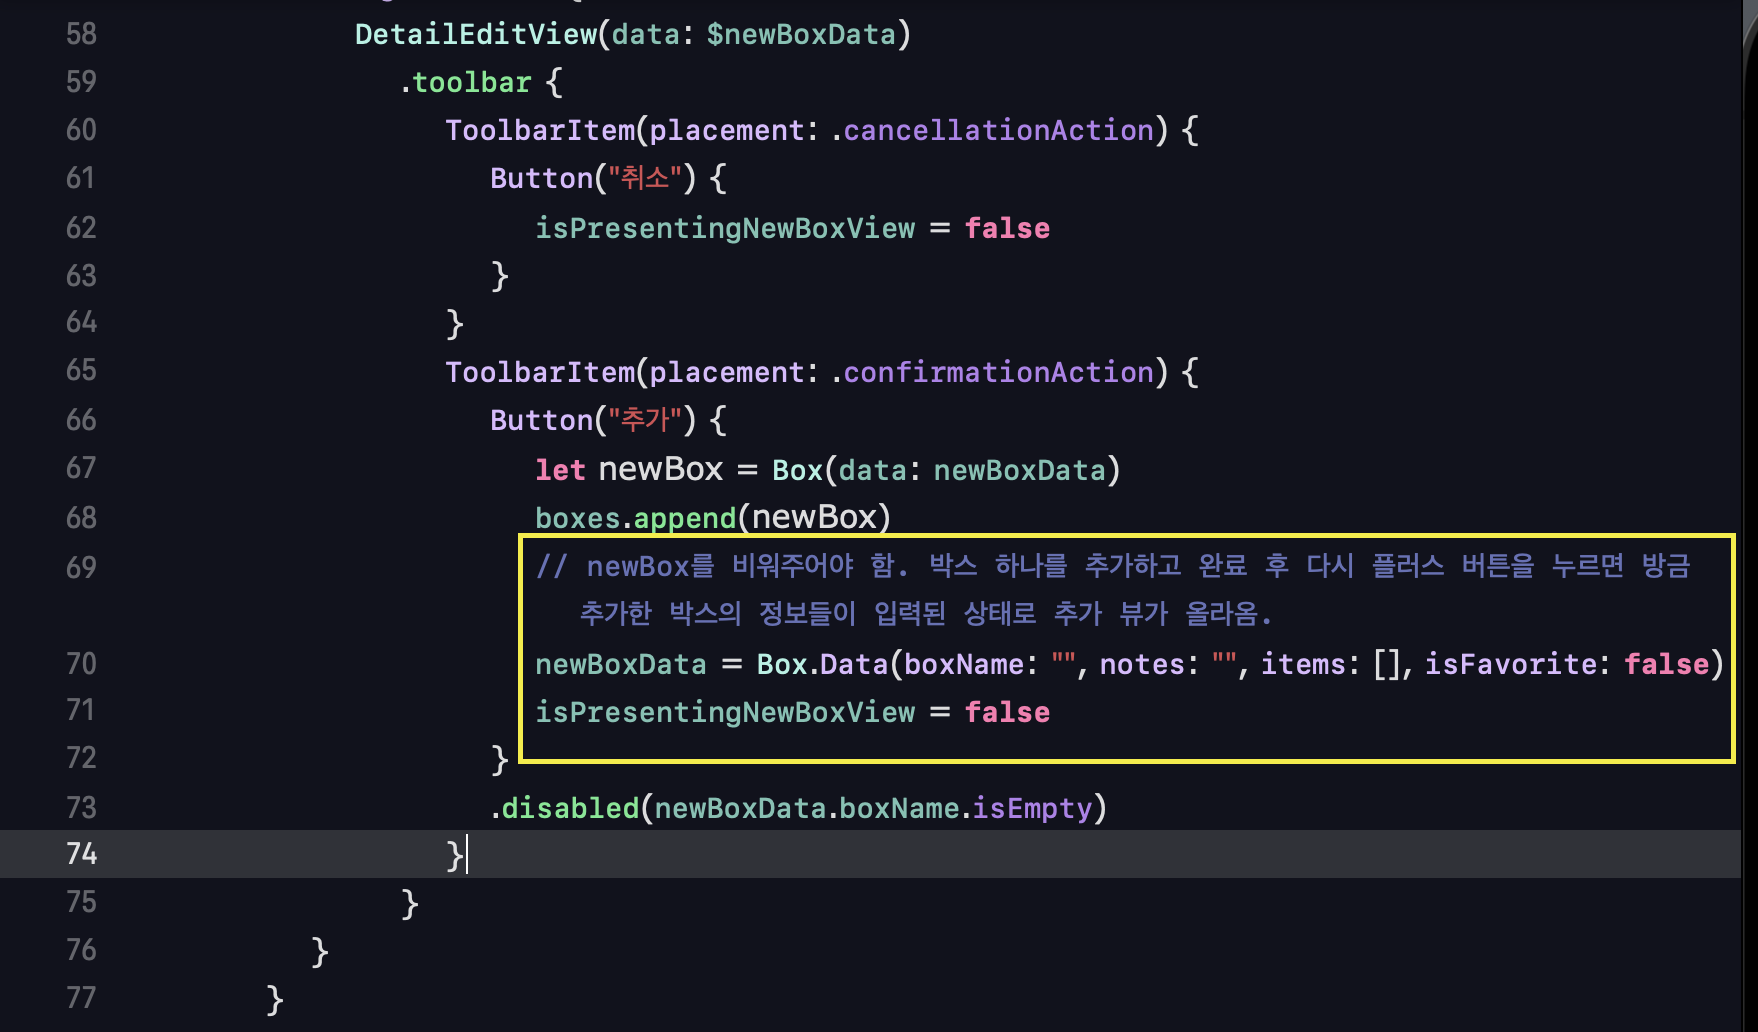 58 DetailEditView(data: $newBoxData)
59 .toolbar {
60 ToolbarItem(placement: .cancellationAction) {
61 Button("취소") {
62 isPresentingNewBoxView = false
63 }
64 }
65 ToolbarItem(placement: .confirmationAction) {
66 Button("추가") {
67 let newBox = Box(data: newBoxData)
68 boxes.append(newBox)
69 // newBox를 비워주어야 함. 박스 하나를 추가하고 완료 후 다시 플러스 버튼을 누르면 방금
추가한 박스의 정보들이 입력된 상태로 추가 뷰가 올라옴.
70 newBoxData = Box.Data(boxName: "", notes: "", items: [], isFavorite: false)
71 isPresentingNewBoxView = false
72 }
73 .disabled(newBoxData.boxName.isEmpty)
74 }
75 }
76 }
77 }